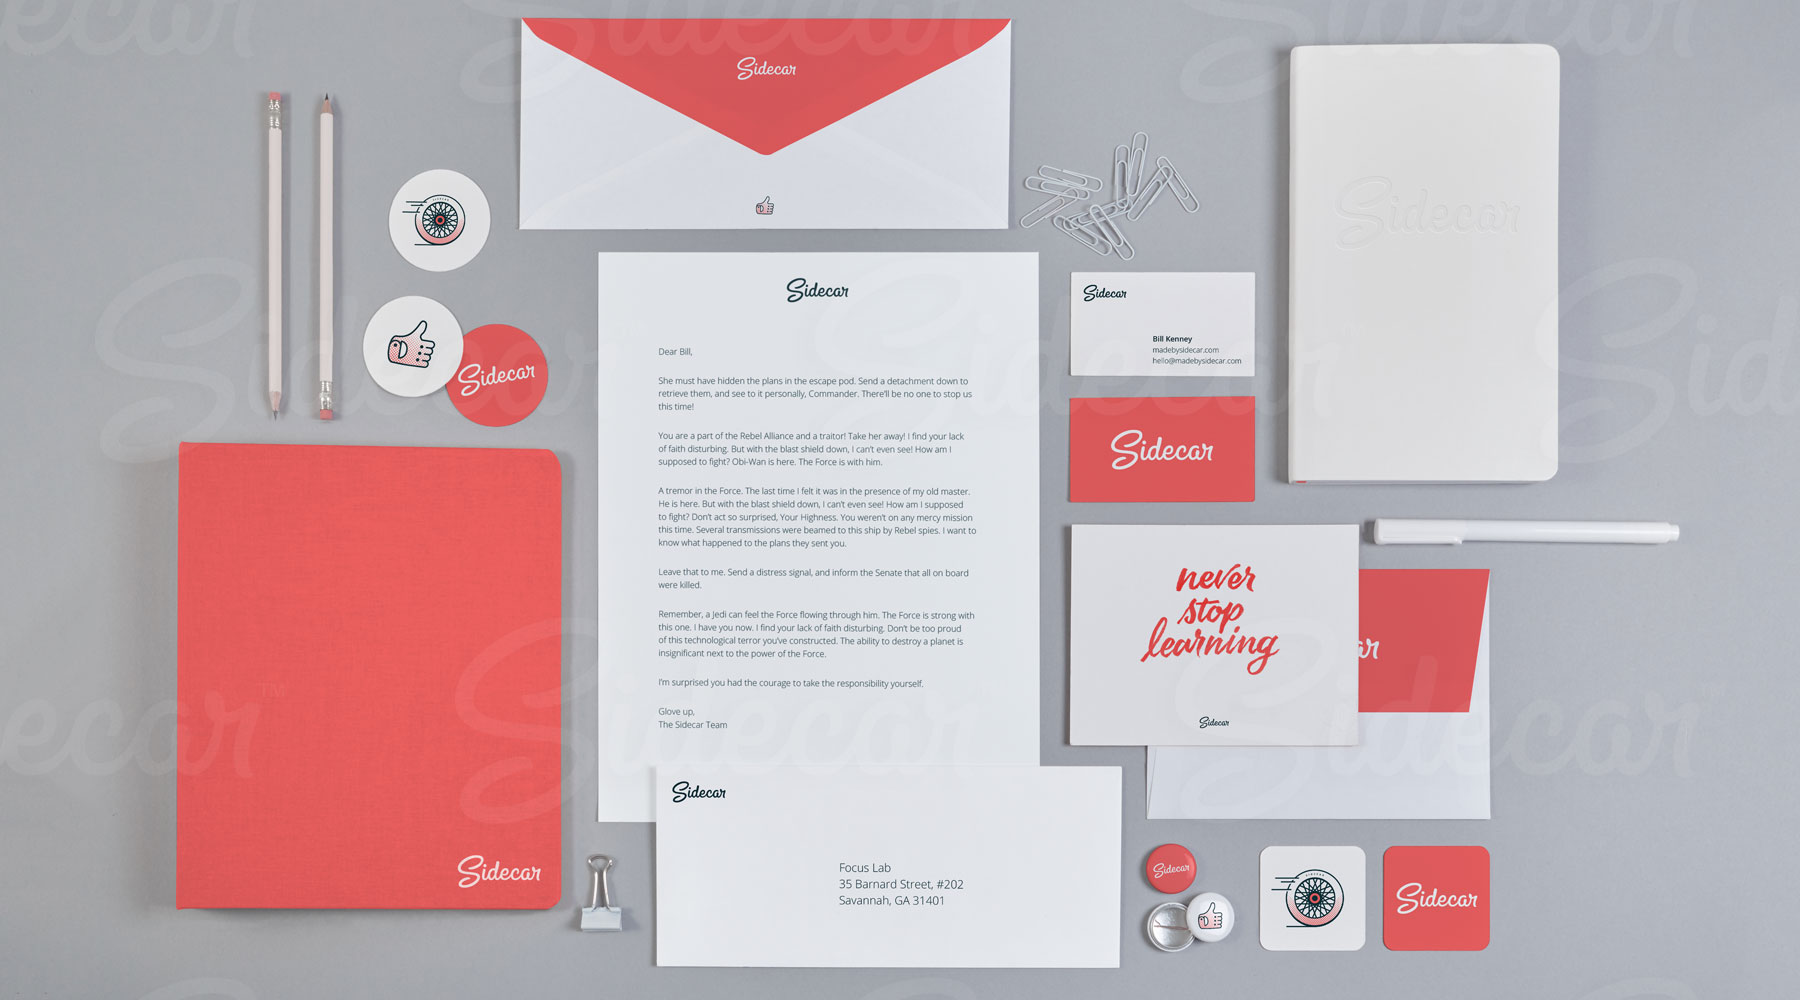 Sidecar
Sidecar
Sidecar
Sidecar
Dear Bill,
She must have hidden the plans in the escape pod. Send a detachment down to
retrieve them, and see to it personally, Commander. There'll be no one to stop us
this time!
You are a part of the Rebel Alliance and a traitor! Take her away! I find your lack
of faith disturbing. But with the blast shield down, I can't even see! How am I
supposed to fight? Obi-Wan is here. The Force is with him.
A tremor in the Force. The last time I felt it was in the presence of my old master.
He is here. But with the blast shield down, I can't even see! How am I supposed
to fight? Don't act so surprised, Your Highness. You weren't on any mercy mission
this time. Several transmissions were beamed to this ship by Rebel spies. I want to
know what happened to the plans they sent you.
Leave that to me. Send a distress signal, and inform the Senate that all on board
were killed.
Remember, a Jedi can feel the Force flowing through him. The Force is strong with
this one. I have you now. I find your lack of faith disturbing. Don't be too proud
of this technological terror you've constructed. The ability to destroy a planet is
insignificant next to the power of the Force.
I'm surprised you had the courage to take the responsibility yourself.
Glove up,
The Sidecar Team
Sidecar
Bill Kenney
madebysidecar.com
hello@madebysidecar.com
Sidecar
never
stop
learning
Sidecar
ar
Sidecar
Sidecar
Focus Lab
35 Barnard Street, #202
Savannah, GA 31401
Sidecar
Sidecar